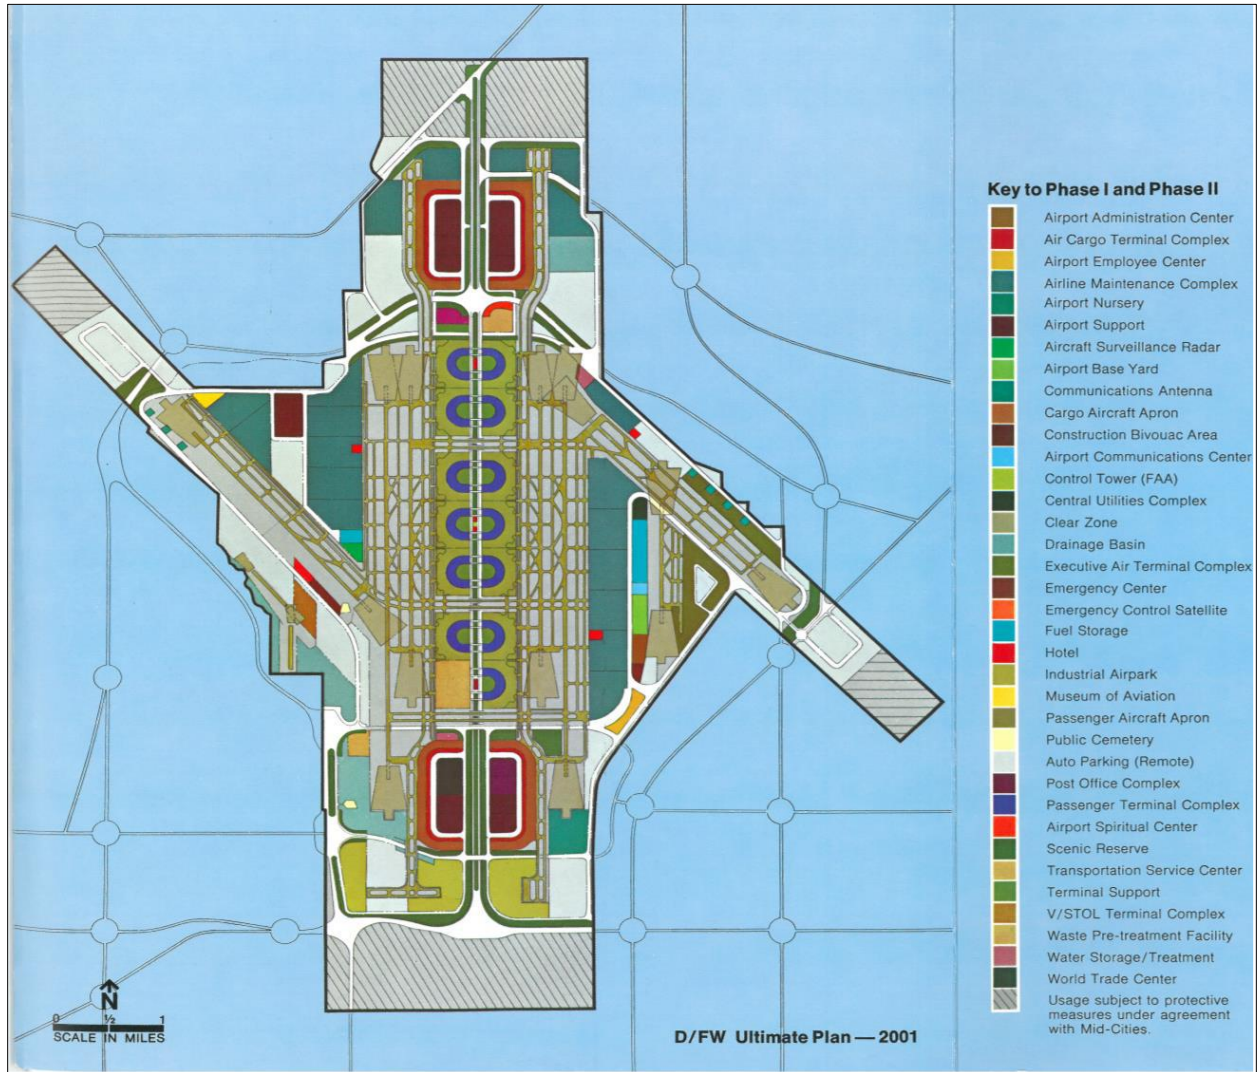 Key to Phase I and Phase II
Airport Administration Center
Air Cargo Terminal Complex
Airport Employee Center
Airline Maintenance Complex
Airport Nursery
Airport Support
Aircraft Surveillance Radar
Airport Base Yard
Communications Antenna
Cargo Aircraft Apron
Construction Bivouac Area
Airport Communications Center
Control Tower (FAA)
Central Utilities Complex
Clear Zone
Drainage Basin
Executive Air Terminal Complex
Emergency Center
Emergency Control Satellite
Fuel Storage
Hotel
Industrial Airpark
Museum of Aviation
Passenger Aircraft Apron
Public Cemetery
Auto Parking (Remote)
Post Office Complex
Passenger Terminal Complex
Airport Spiritual Center
Scenic Reserve
Transportation Service Center
Terminal Support
V/STOL Terminal Complex
Waste Pre-treatment Facility
Water Storage/Treatment
World Trade Center
Usage subject to protective
measures under agreement
with Mid-Cities.
N
0 ½ 1
SCALE IN MILES
D/FW Ultimate Plan — 2001